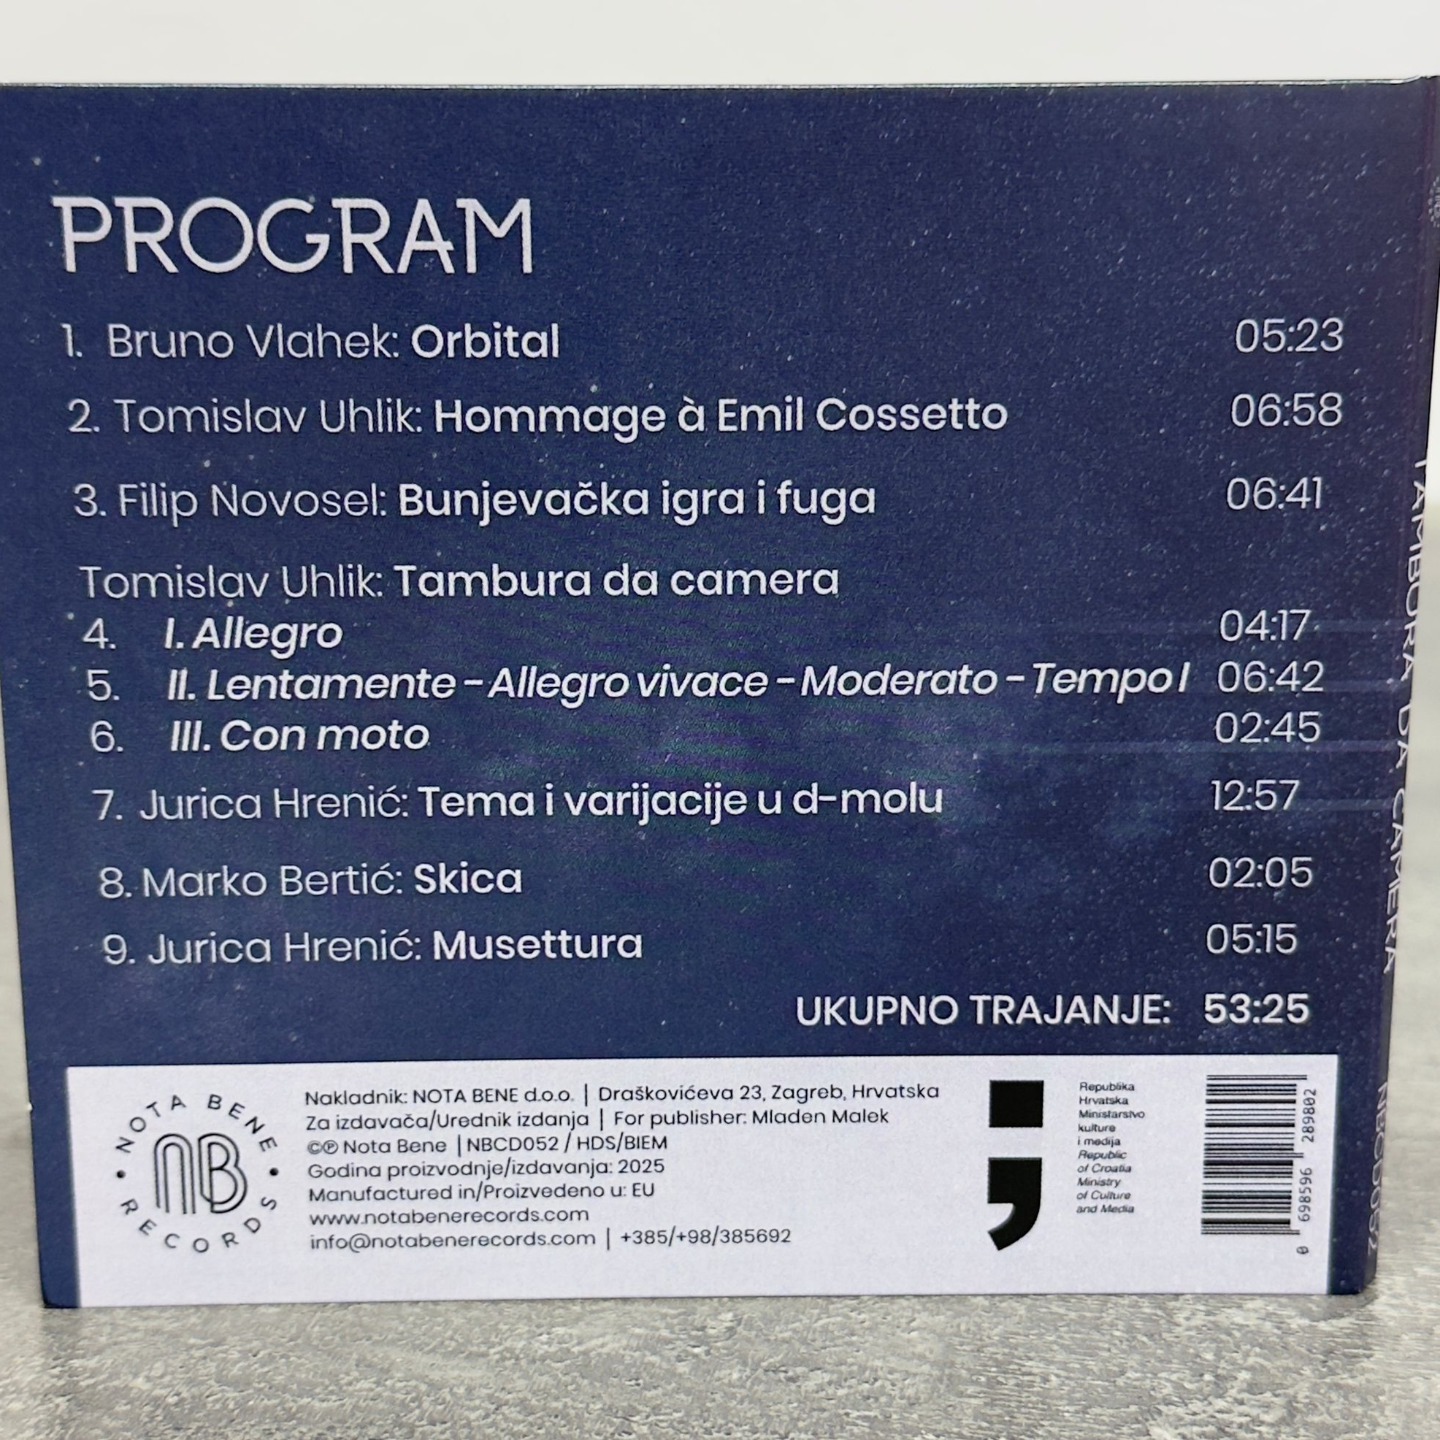 PROGRAM
1. Bruno Vlahek: Orbital 05:23
2. Tomislav Uhlik: Hommage à Emil Cossetto 06:58
3. Filip Novosel: Bunjevačka igra i fuga 06:41
Tomislav Uhlik: Tambura da camera
4. I. Allegro 04:17
5. II. Lentamente - Allegro vivace - Moderato - Tempo I 06:42
6. III. Con moto 02:45
7. Jurica Hrenić: Tema i varijacije u d-molu 12:57
8. Marko Bertić: Skica 02:05
9. Jurica Hrenić: Musettura 05:15
UKUPNO TRAJANJE: 53:25
NOTA BENE
NB
RECORDS
Nakladnik: NOTA BENE d.o.o. | Draškovićeva 23, Zagreb, Hrvatska
Za izdavača/Urednik izdanja | For publisher: Mladen Malek
©℗ Nota Bene | NBCD052 / HDS/BIEM
Godina proizvodnje/izdavanja: 2025
Manufactured in/Proizvedeno u: EU
www.notabenerecords.com
info@notabenerecords.com | +385/+98/385692
Republika
Hrvatska
Ministarstvo
kulture
i medija
Republic
of Croatia
Ministry
of Culture
and Media
0 698596 289802
TAMBURA DA CAMERA
NBCD052